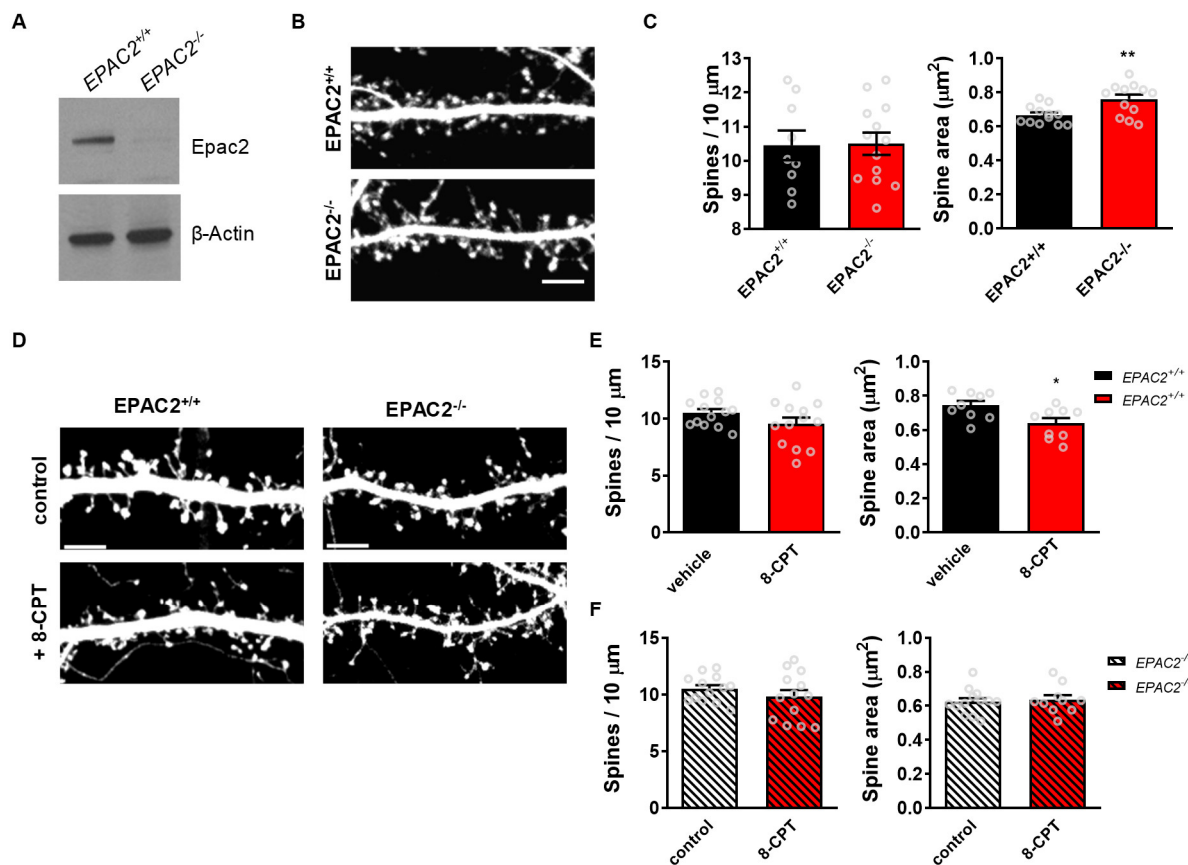 A
EPAC2+/+
EPAC2-/-
Epac2
β-Actin
B
EPAC2+/+
EPAC2-/-
C
Spines / 10 μm
13
12
11
10
9
8
EPAC2+/+
EPAC2-/-
Spine area (μm2)
1.0
0.8
0.6
0.4
0.2
0.0
**
EPAC2+/+
EPAC2-/-
D
EPAC2+/+
EPAC2-/-
control
+ 8-CPT
E
Spines / 10 μm
15
10
5
0
vehicle
8-CPT
Spine area (μm2)
1.0
0.8
0.6
0.4
0.2
0.0
*
vehicle
8-CPT
EPAC2+/+
EPAC2+/+
F
Spines / 10 μm
15
10
5
0
control
8-CPT
Spine area (μm2)
1.0
0.8
0.6
0.4
0.2
0.0
control
8-CPT
EPAC2-/
EPAC2-/